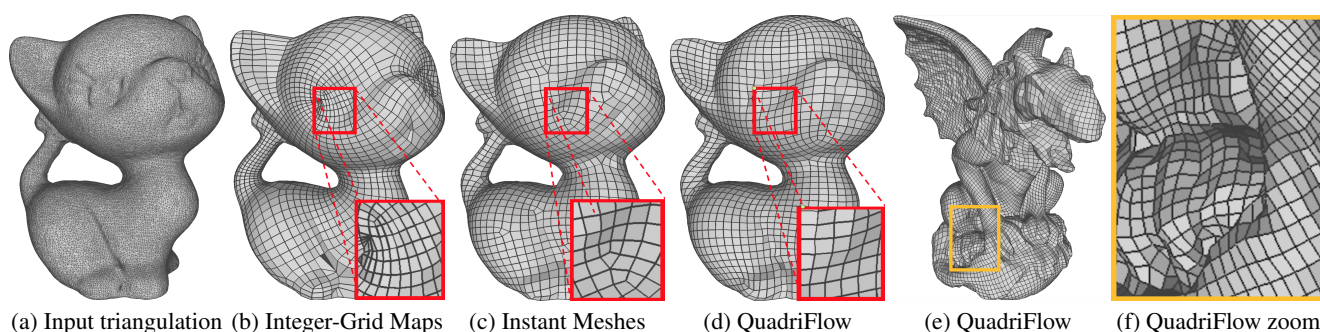 (a) Input triangulation (b) Integer-Grid Maps (c) Instant Meshes (d) QuadriFlow (e) QuadriFlow (f) QuadriFlow zoom